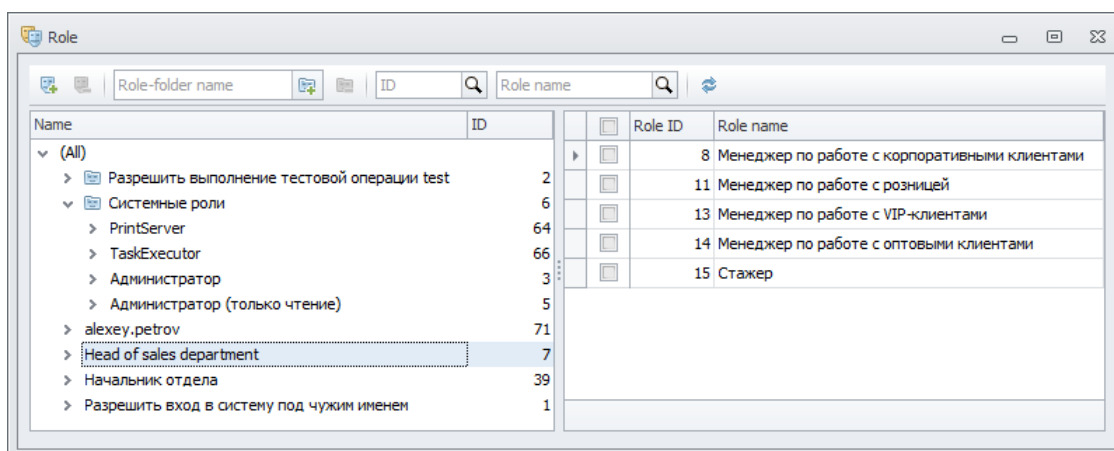 Role
Role-folder name ID Role name
Name ID
(All)
Разрешить выполнение тестовой операции test 2
Системные роли 6
PrintServer 64
TaskExecutor 66
Администратор 3
Администратор (только чтение) 5
alexey.petrov 71
Head of sales department 7
Начальник отдела 39
Разрешить вход в систему под чужим именем 1
Role ID Role name
8 Менеджер по работе с корпоративными клиентами
11 Менеджер по работе с розницей
13 Менеджер по работе с VIP-клиентами
14 Менеджер по работе с оптовыми клиентами
15 Стажер